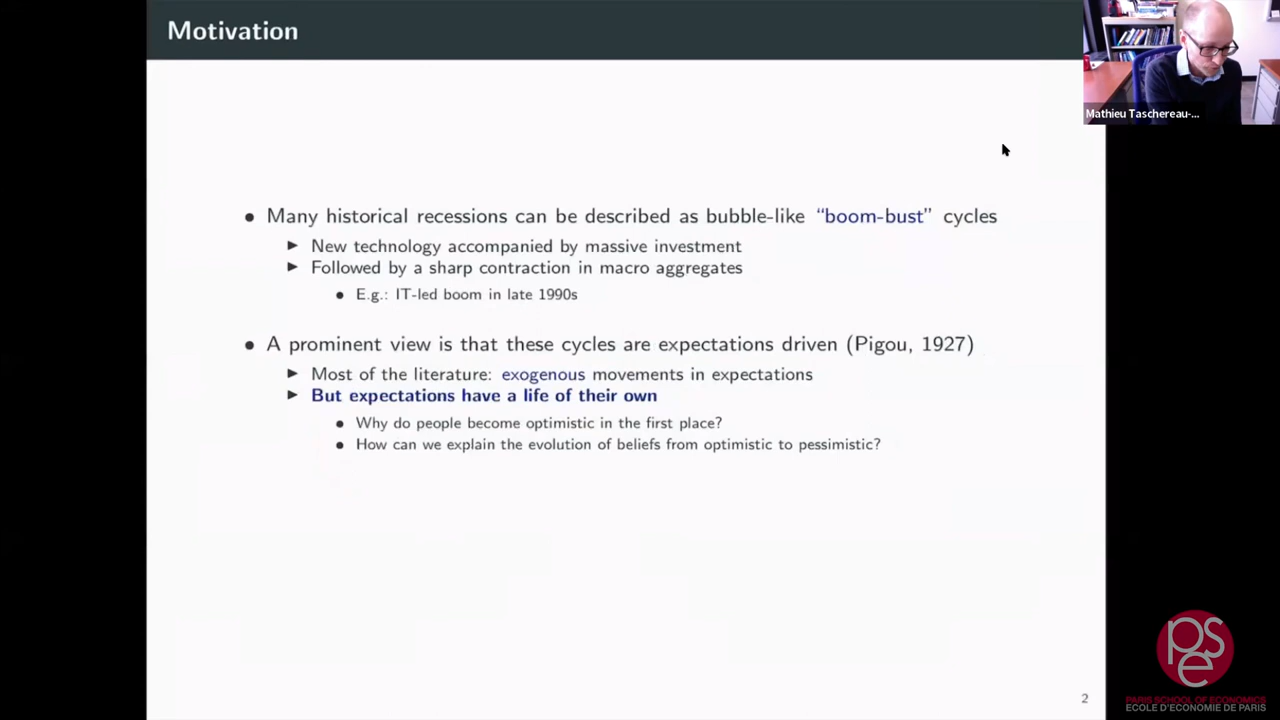 Motivation
Mathieu Taschereau-...
• Many historical recessions can be described as bubble-like “boom-bust” cycles
▶ New technology accompanied by massive investment
▶ Followed by a sharp contraction in macro aggregates
• E.g.: IT-led boom in late 1990s
• A prominent view is that these cycles are expectations driven (Pigou, 1927)
▶ Most of the literature: exogenous movements in expectations
▶ But expectations have a life of their own
• Why do people become optimistic in the first place?
• How can we explain the evolution of beliefs from optimistic to pessimistic?
2
pse
PARIS SCHOOL OF ECONOMICS
ECOLE D'ECONOMIE DE PARIS